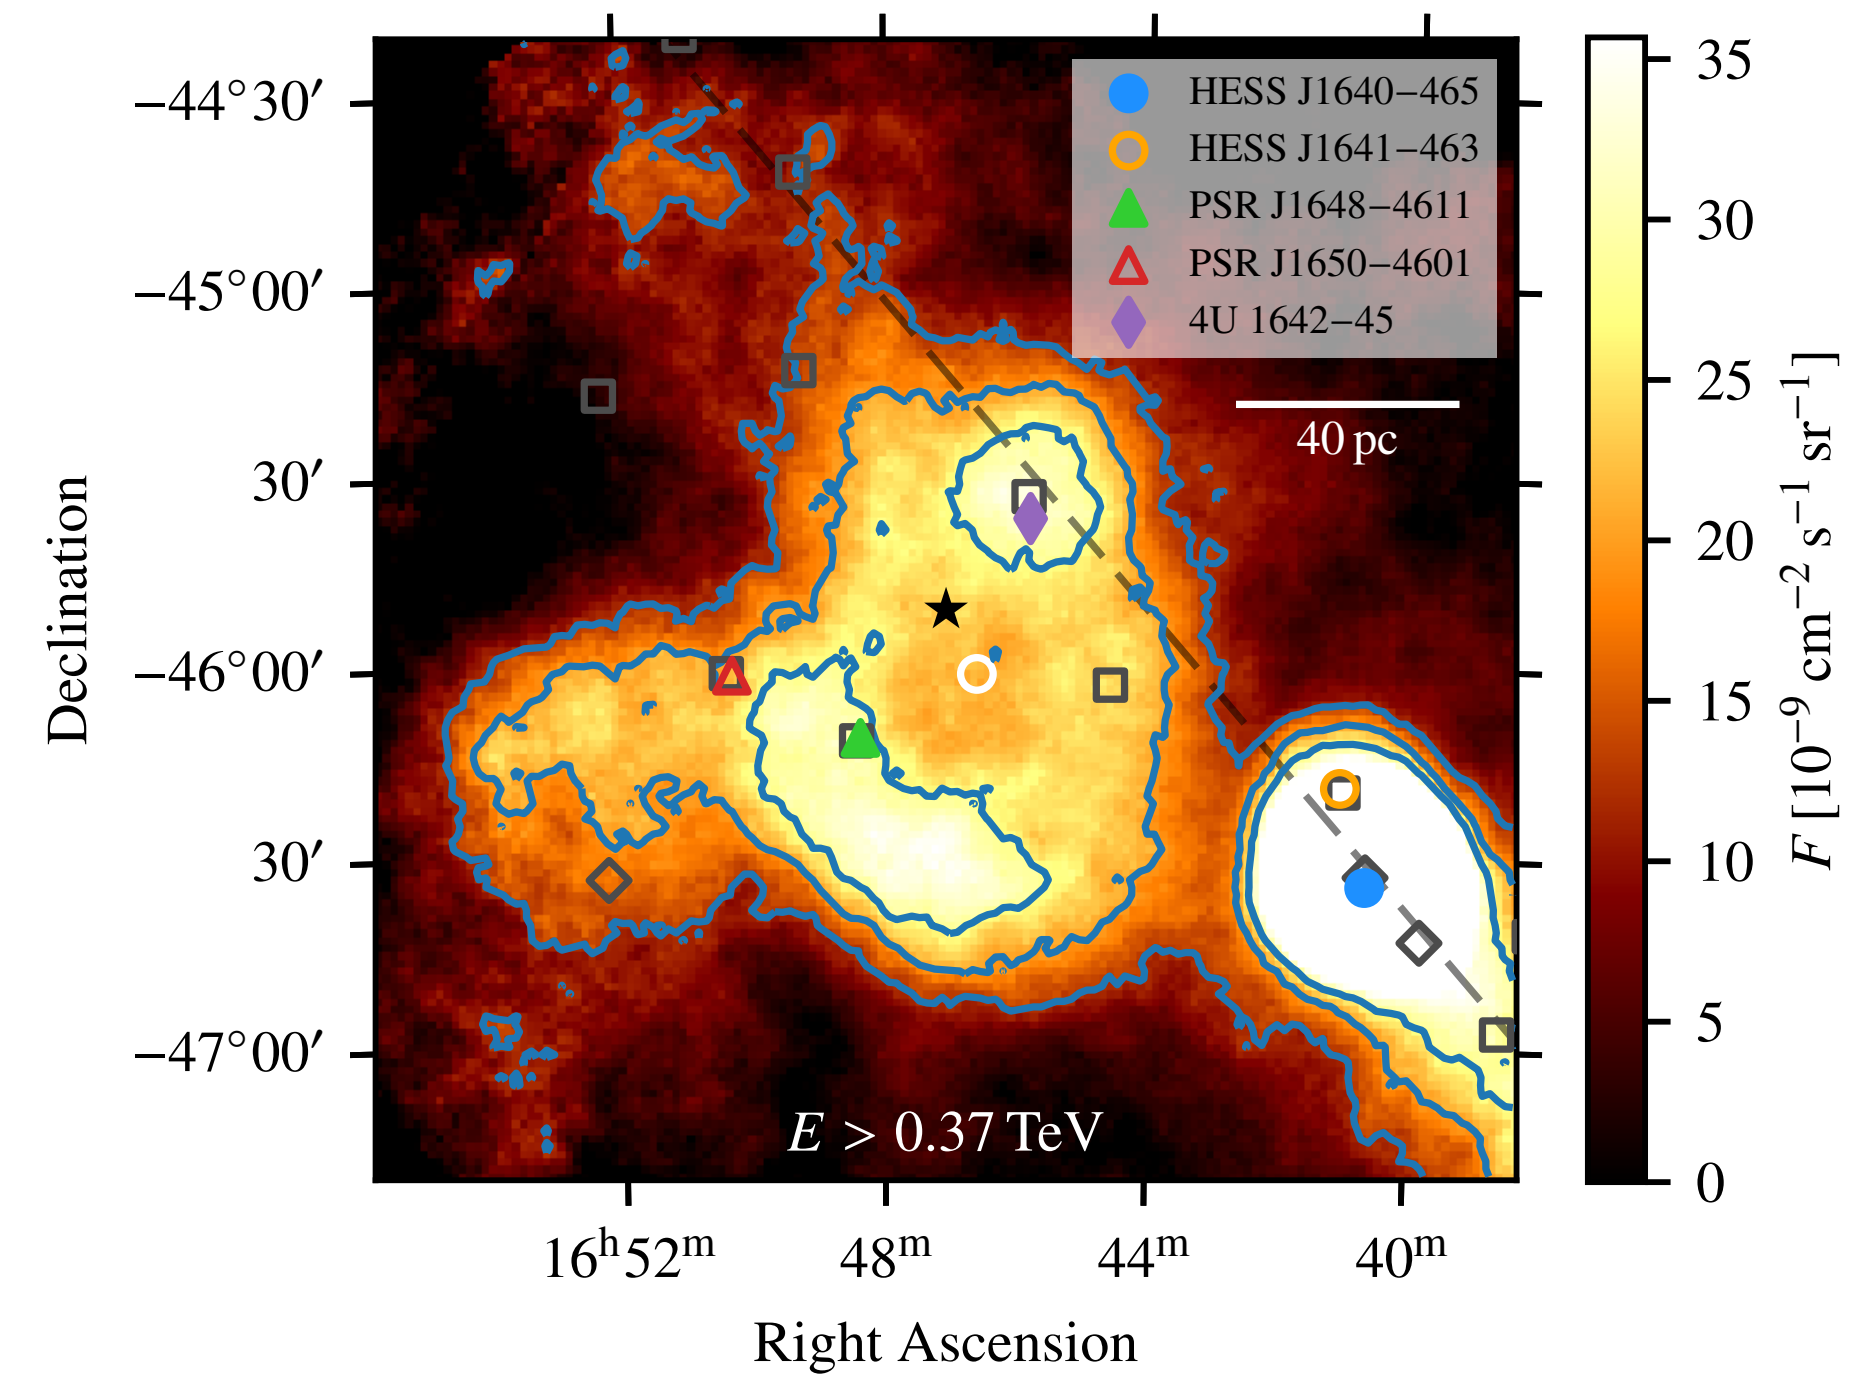 HESS J1640−465
HESS J1641−463
PSR J1648−4611
PSR J1650−4601
4U 1642−45
40 pc
E > 0.37 TeV
−44°30′
−45°00′
30′
−46°00′
30′
−47°00′
Declination
16ʰ52ᵐ
48ᵐ
44ᵐ
40ᵐ
Right Ascension
35
30
25
20
15
10
5
0
F [10⁻⁹ cm⁻² s⁻¹ sr⁻¹]